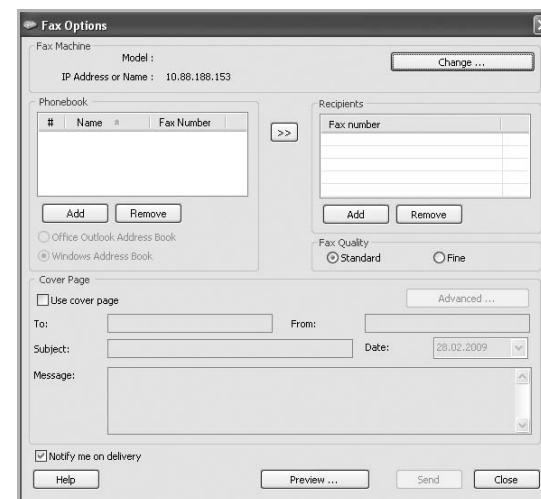 Fax Options
Fax Machine
Model :
Change ...
IP Address or Name : 10.88.188.153
Phonebook
Recipients
# Name Fax Number
>>
Fax number
Add Remove
Add Remove
Office Outlook Address Book
Windows Address Book
Fax Quality
Standard Fine
Cover Page
Use cover page
Advanced ...
To: From:
Subject: Date: 28.02.2009
Message:
Notify me on delivery
Help Preview ... Send Close